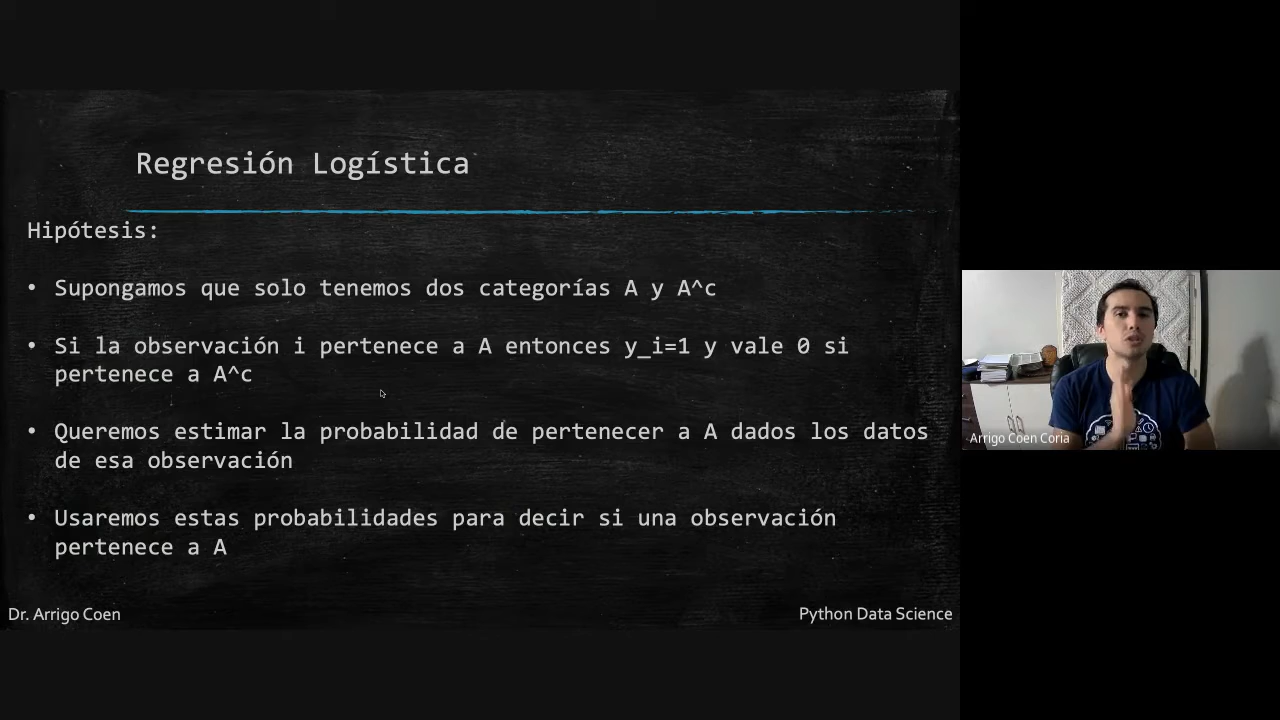 Regresión Logística
Hipótesis:
• Supongamos que solo tenemos dos categorías A y A^c
• Si la observación i pertenece a A entonces y_i=1 y vale 0 si
pertenece a A^c
• Queremos estimar la probabilidad de pertenecer a A dados los datos
de esa observación
• Usaremos estas probabilidades para decir si una observación
pertenece a A
Dr. Arrigo Coen
Python Data Science
Arrigo Coen Coria